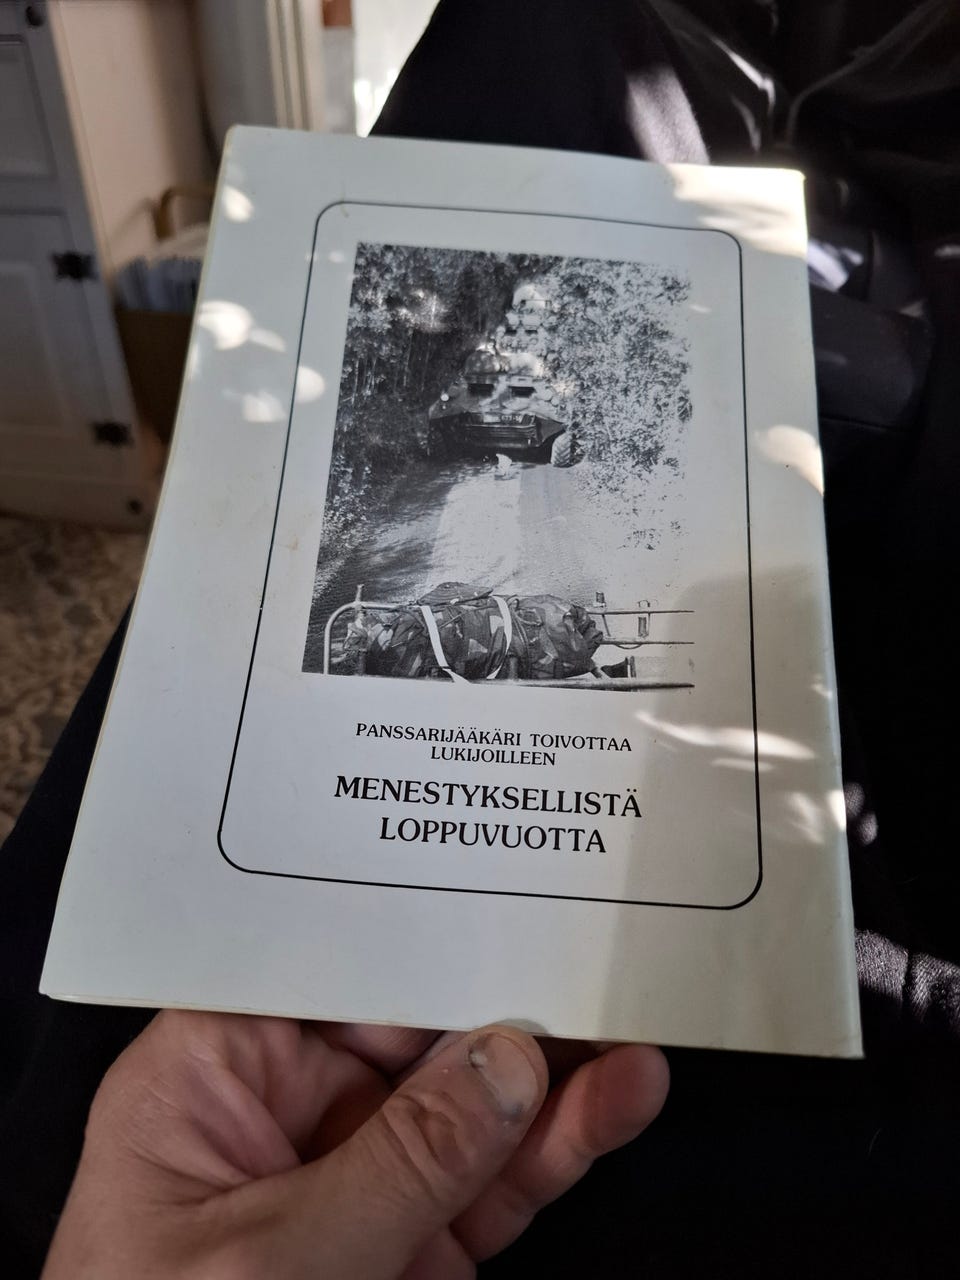 PANSSARIJÄÄKÄRI TOIVOTTAA
LUKIJOILLEEN
MENESTYKSELLISTÄ
LOPPUVUOTTA